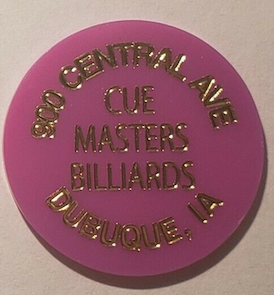 900 CENTRAL AVE
CUE
MASTERS
BILLIARDS
DUBUQUE, IA